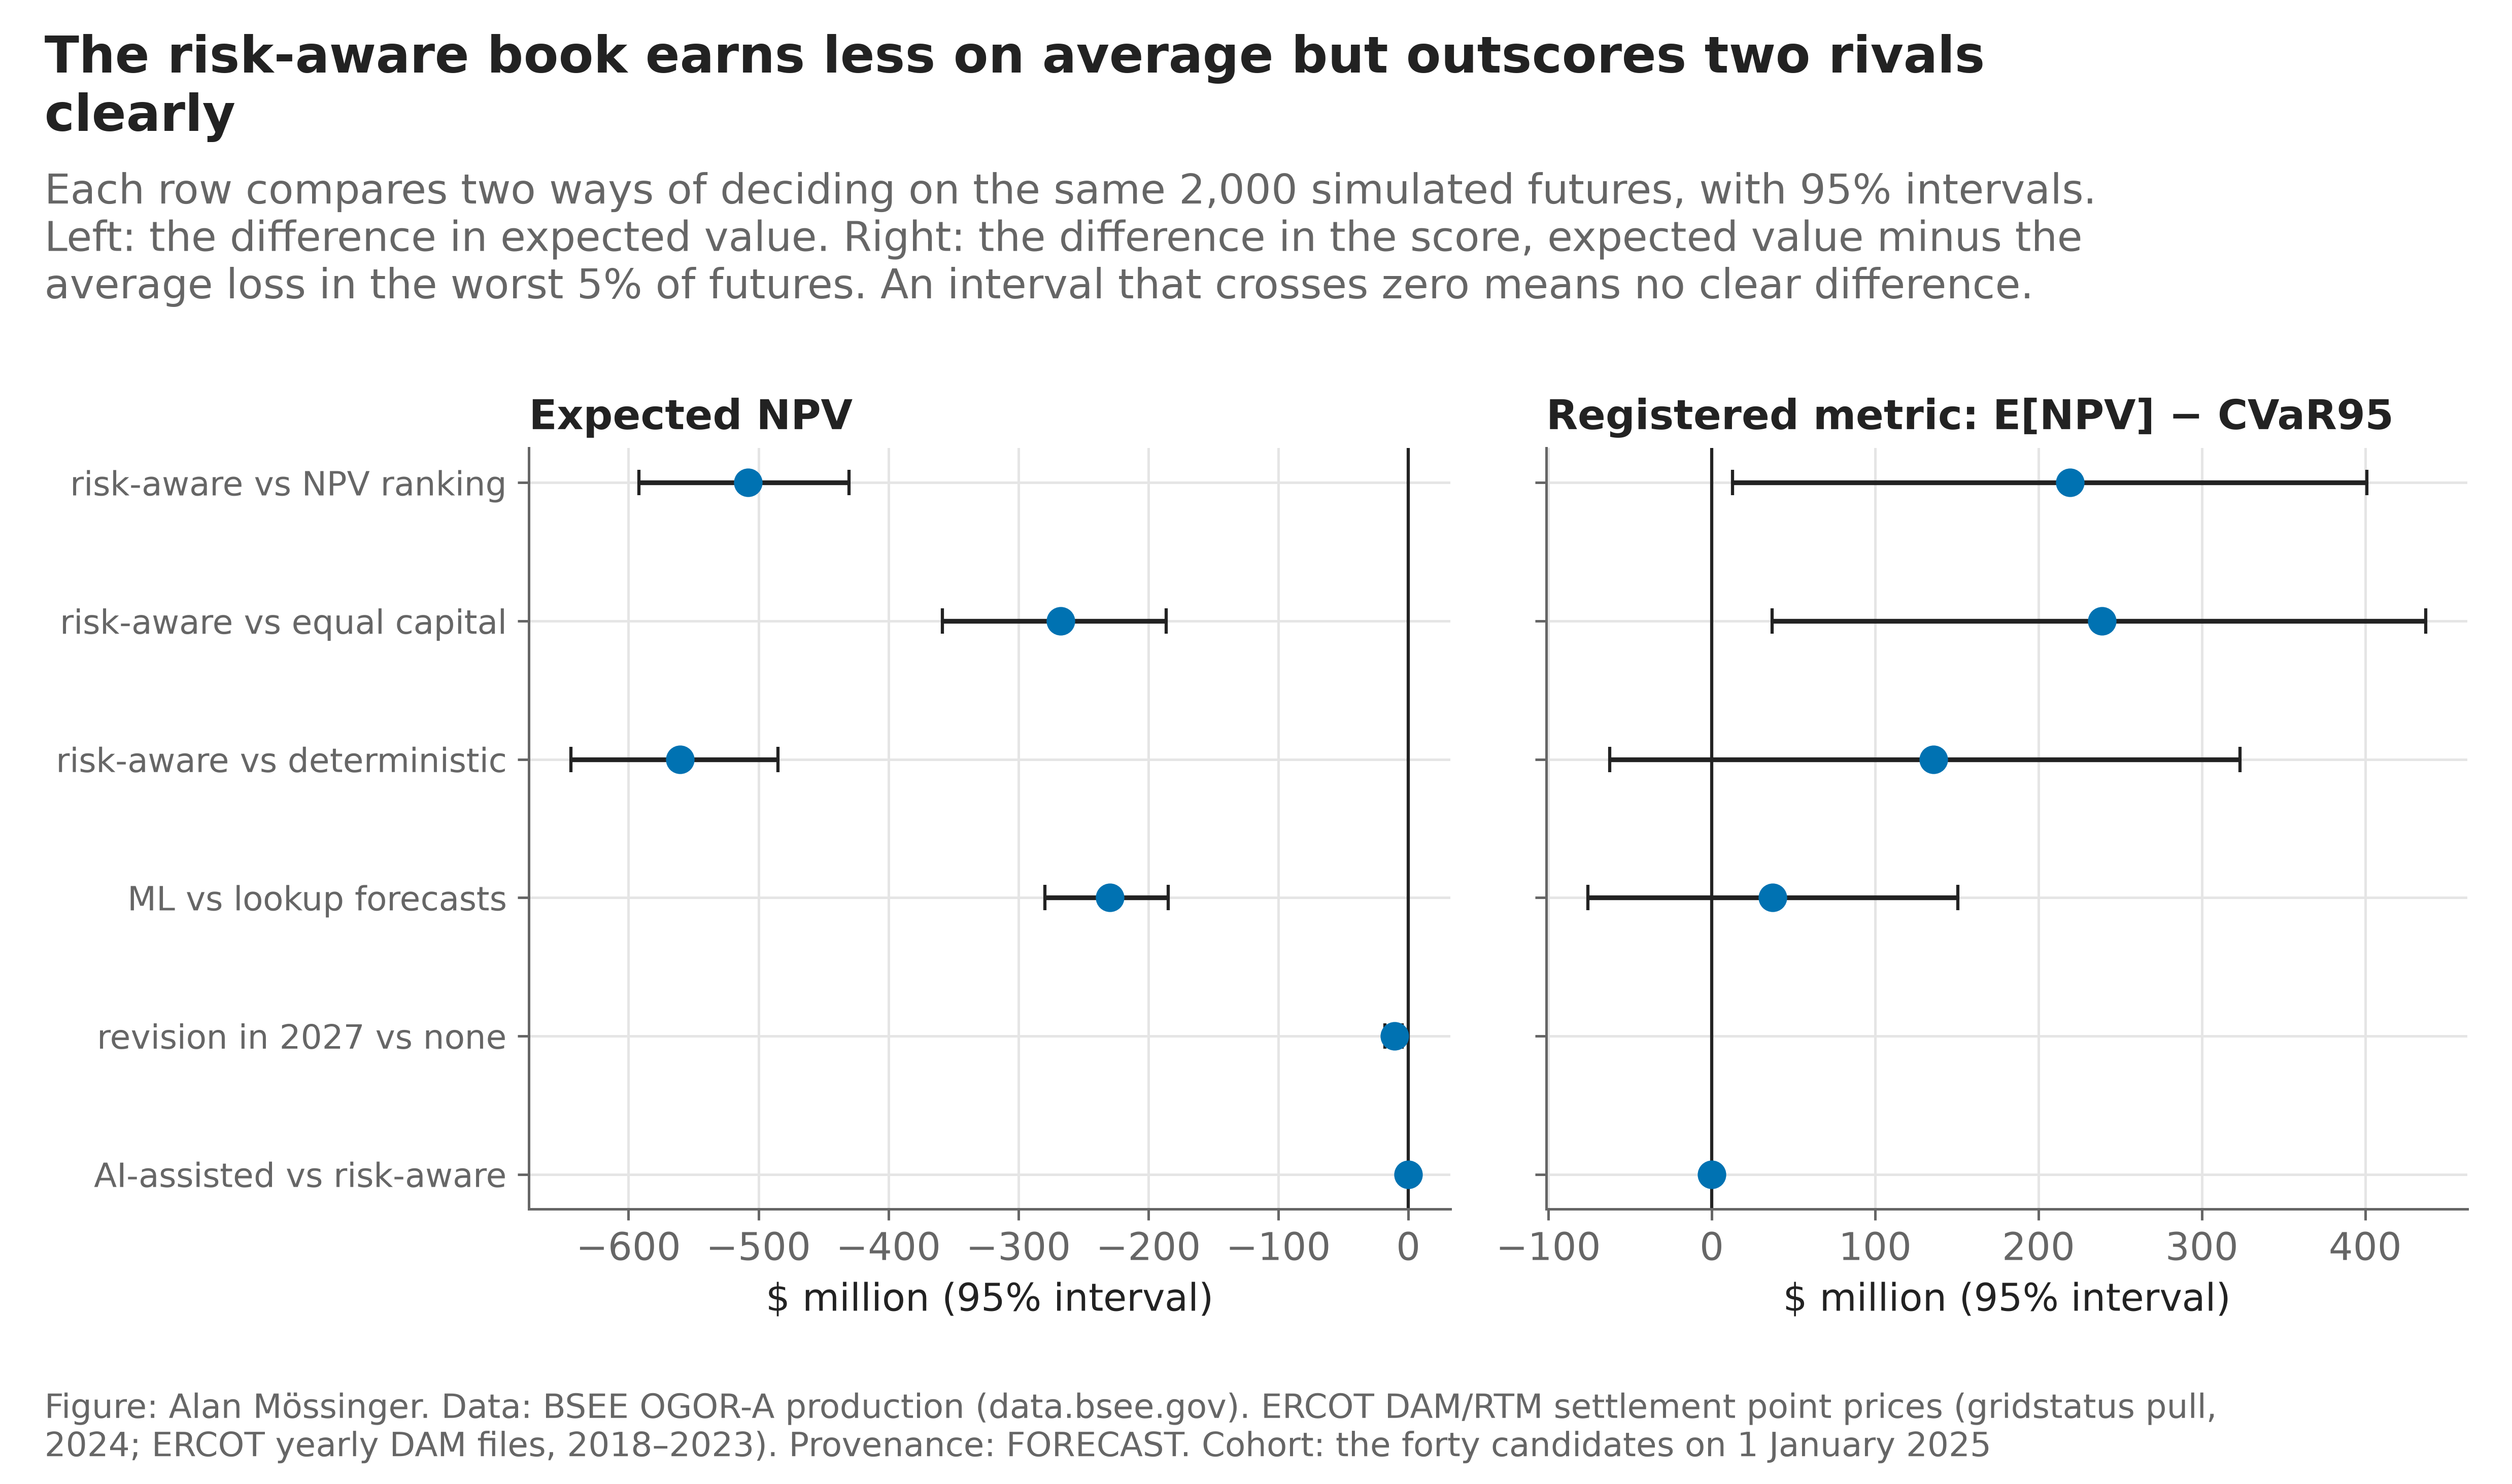 The risk-aware book earns less on average but outscores two rivals
clearly
Each row compares two ways of deciding on the same 2,000 simulated futures, with 95% intervals.
Left: the difference in expected value. Right: the difference in the score, expected value minus the
average loss in the worst 5% of futures. An interval that crosses zero means no clear difference.
Expected NPV
Registered metric: E[NPV] − CVaR95
risk-aware vs NPV ranking
risk-aware vs equal capital
risk-aware vs deterministic
ML vs lookup forecasts
revision in 2027 vs none
AI-assisted vs risk-aware
−600 −500 −400 −300 −200 −100 0
−100 0 100 200 300 400
$ million (95% interval)
$ million (95% interval)
Figure: Alan Mössinger. Data: BSEE OGOR-A production (data.bsee.gov). ERCOT DAM/RTM settlement point prices (gridstatus pull,
2024; ERCOT yearly DAM files, 2018–2023). Provenance: FORECAST. Cohort: the forty candidates on 1 January 2025